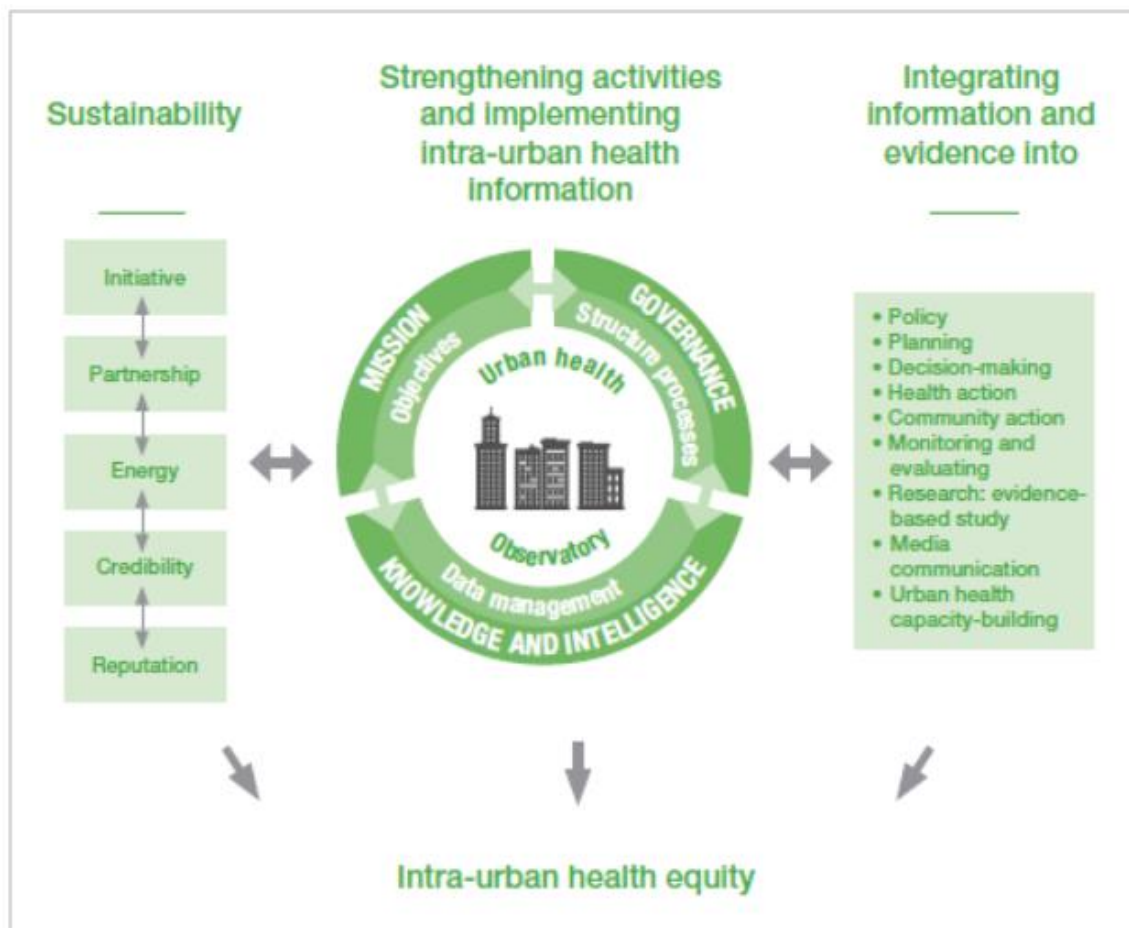 Sustainability
Initiative
Partnership
Energy
Credibility
Reputation
Strengthening activities
and implementing
intra-urban health
information
MISSION
Objectives
GOVERNANCE
Structure processes
Urban health
Observatory
Data management
KNOWLEDGE AND INTELLIGENCE
Integrating
information and
evidence into
• Policy
• Planning
• Decision-making
• Health action
• Community action
• Monitoring and
evaluating
• Research: evidence-
based study
• Media
communication
• Urban health
capacity-building
Intra-urban health equity